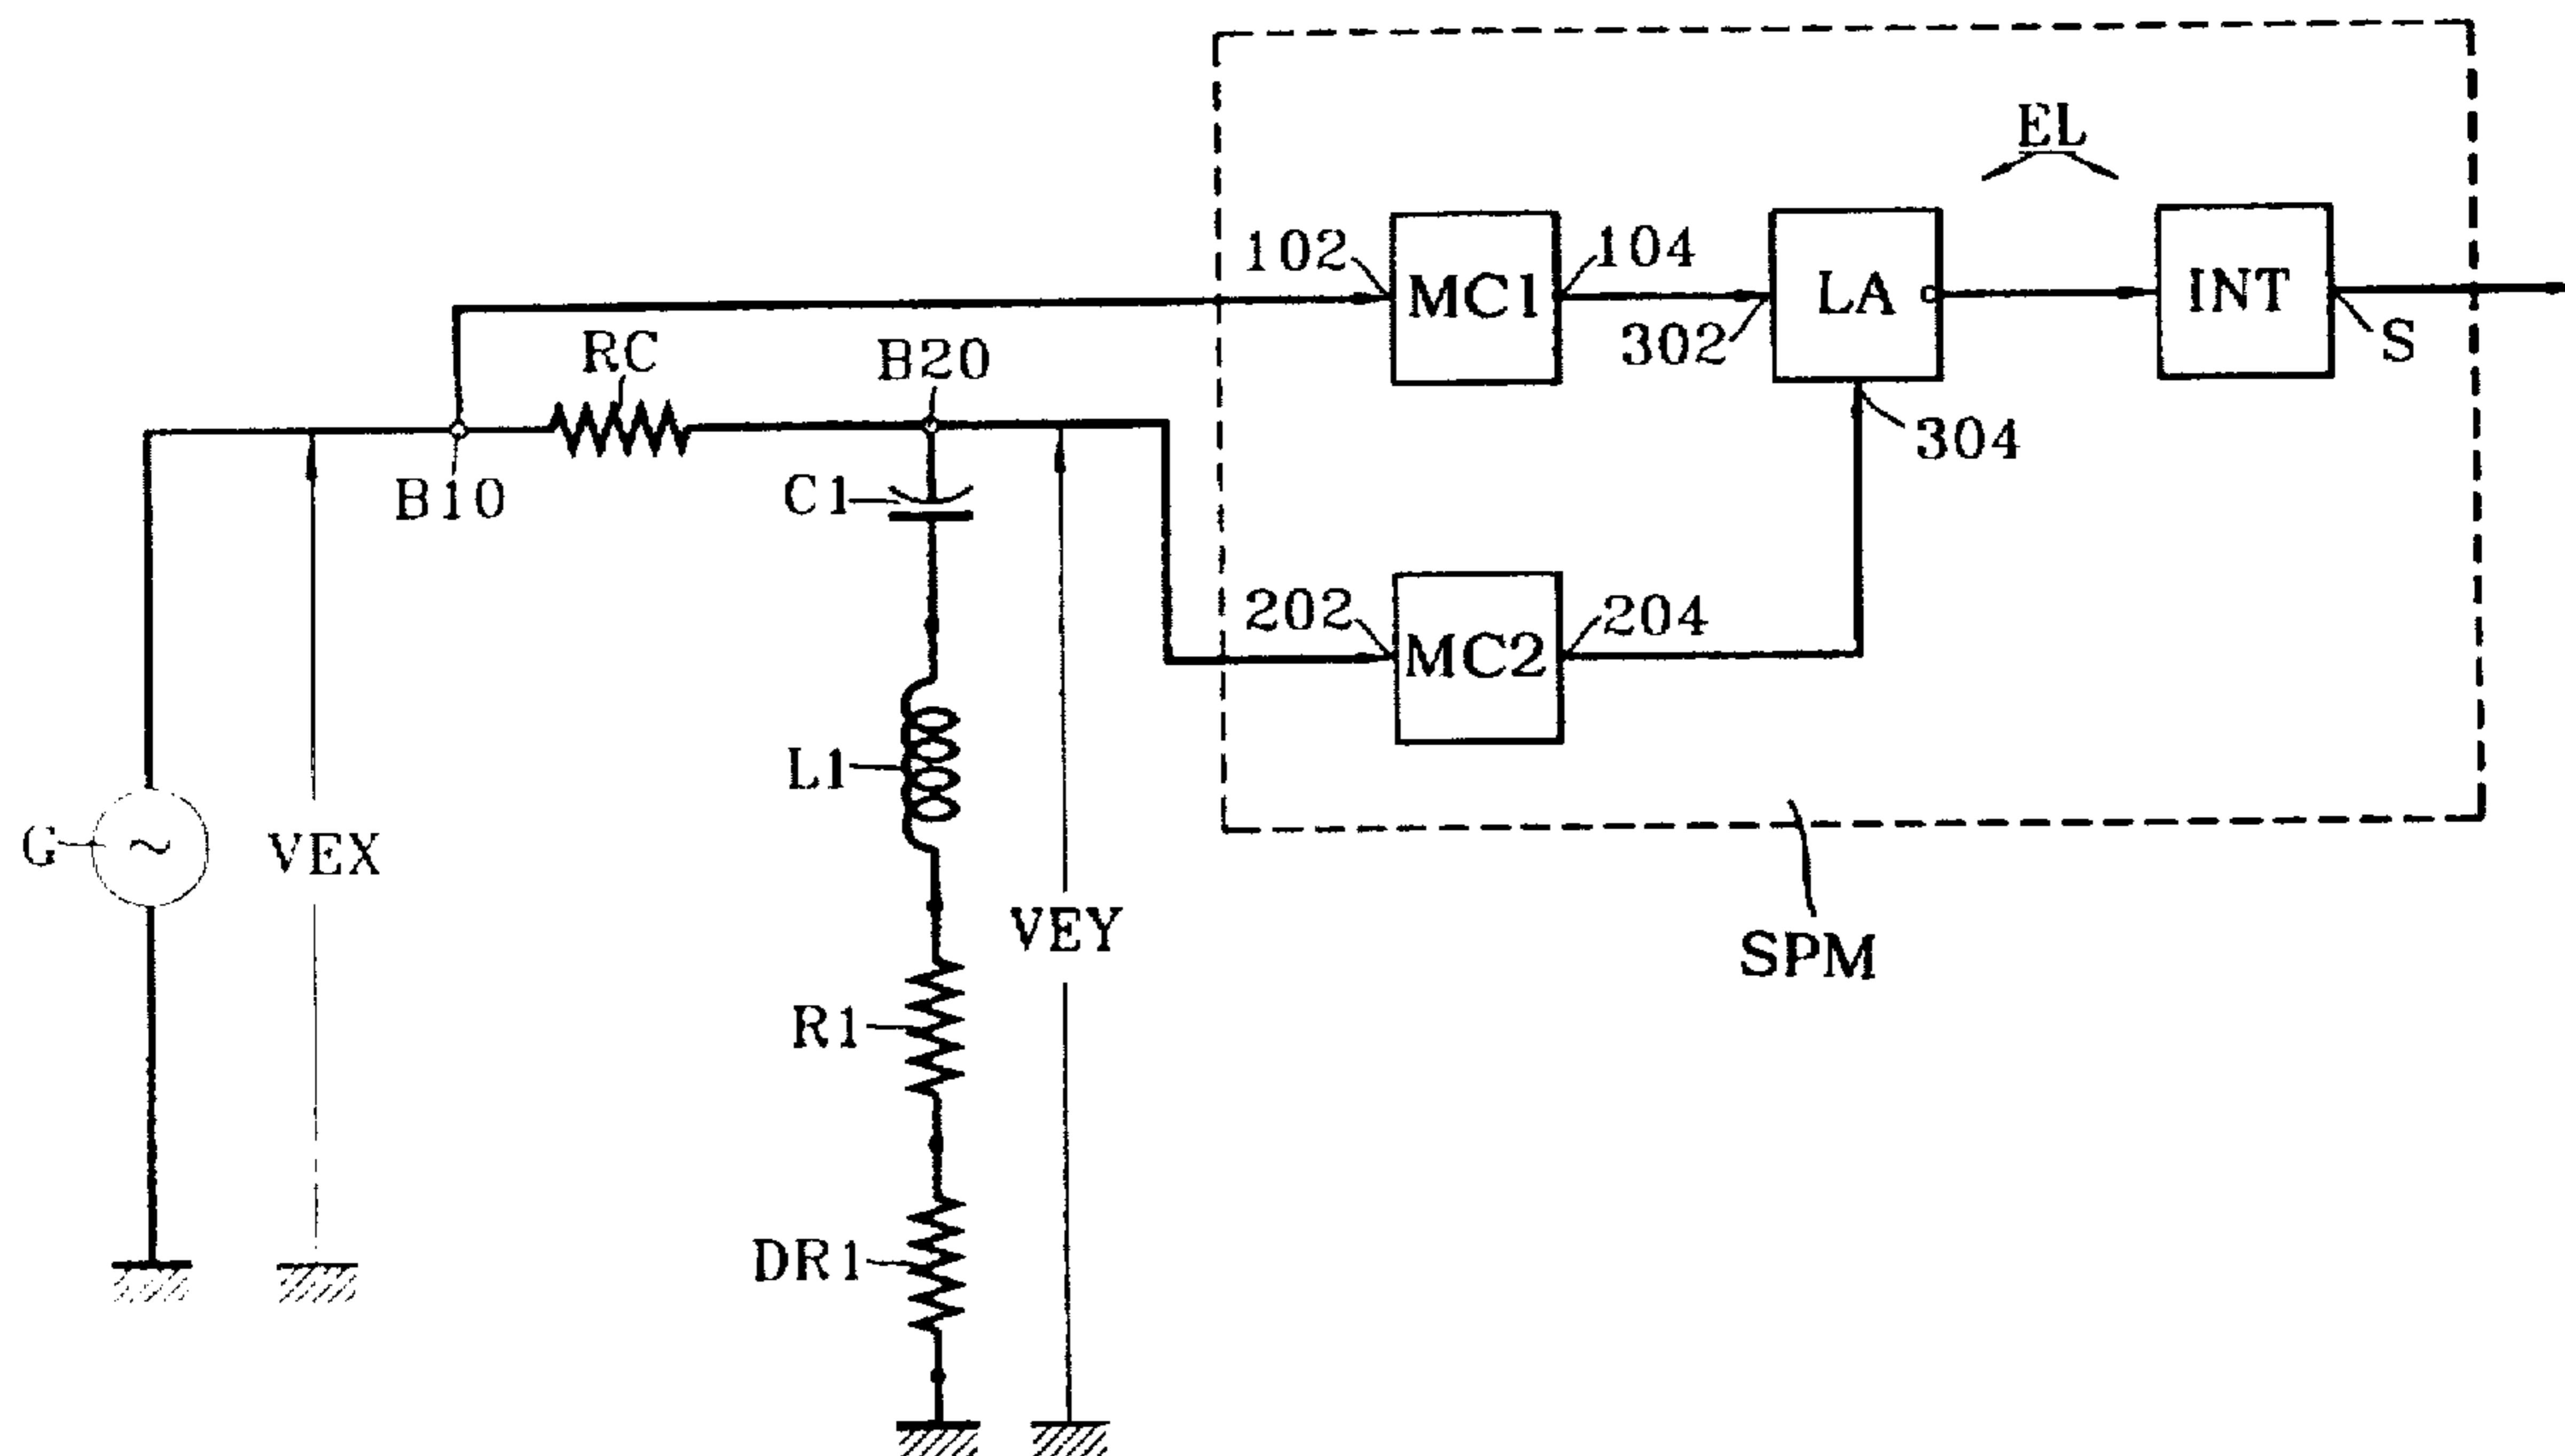 EL
102
MC1
104
302
LA
INT
S
RC
B20
B10
C1
304
202
MC2
204
L1
G
VEX
VEY
SPM
R1
DR1